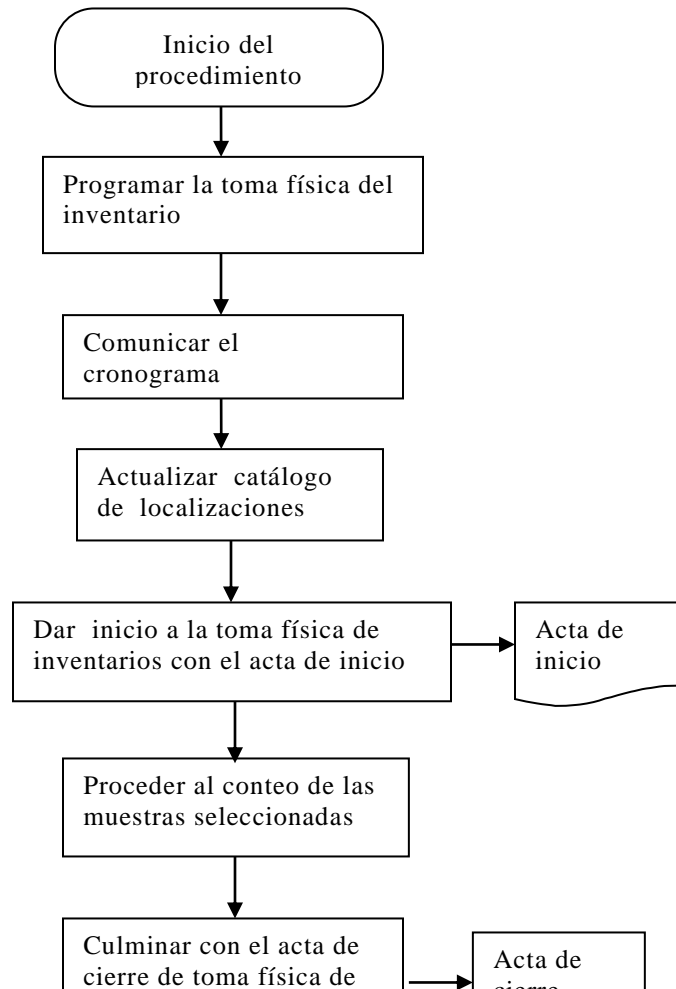 Inicio del
procedimiento
Programar la toma física del
inventario
Comunicar el
cronograma
Actualizar catálogo
de localizaciones
Dar inicio a la toma física de
inventarios con el acta de inicio
Acta de
inicio
Proceder al conteo de las
muestras seleccionadas
Culminar con el acta de
cierre de toma física de
Acta de